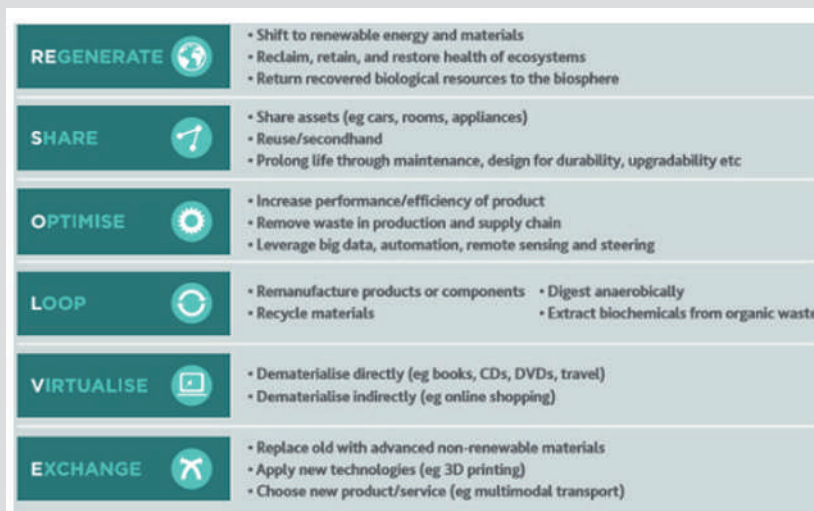 REGENERATE
• Shift to renewable energy and materials
• Reclaim, retain, and restore health of ecosystems
• Return recovered biological resources to the biosphere
SHARE
• Share assets (eg cars, rooms, appliances)
• Reuse/secondhand
• Prolong life through maintenance, design for durability, upgradability etc
OPTIMISE
• Increase performance/efficiency of product
• Remove waste in production and supply chain
• Leverage big data, automation, remote sensing and steering
LOOP
• Remanufacture products or components • Digest anaerobically
• Recycle materials • Extract biochemicals from organic waste
VIRTUALISE
• Dematerialise directly (eg books, CDs, DVDs, travel)
• Dematerialise indirectly (eg online shopping)
EXCHANGE
• Replace old with advanced non-renewable materials
• Apply new technologies (eg 3D printing)
• Choose new product/service (eg multimodal transport)